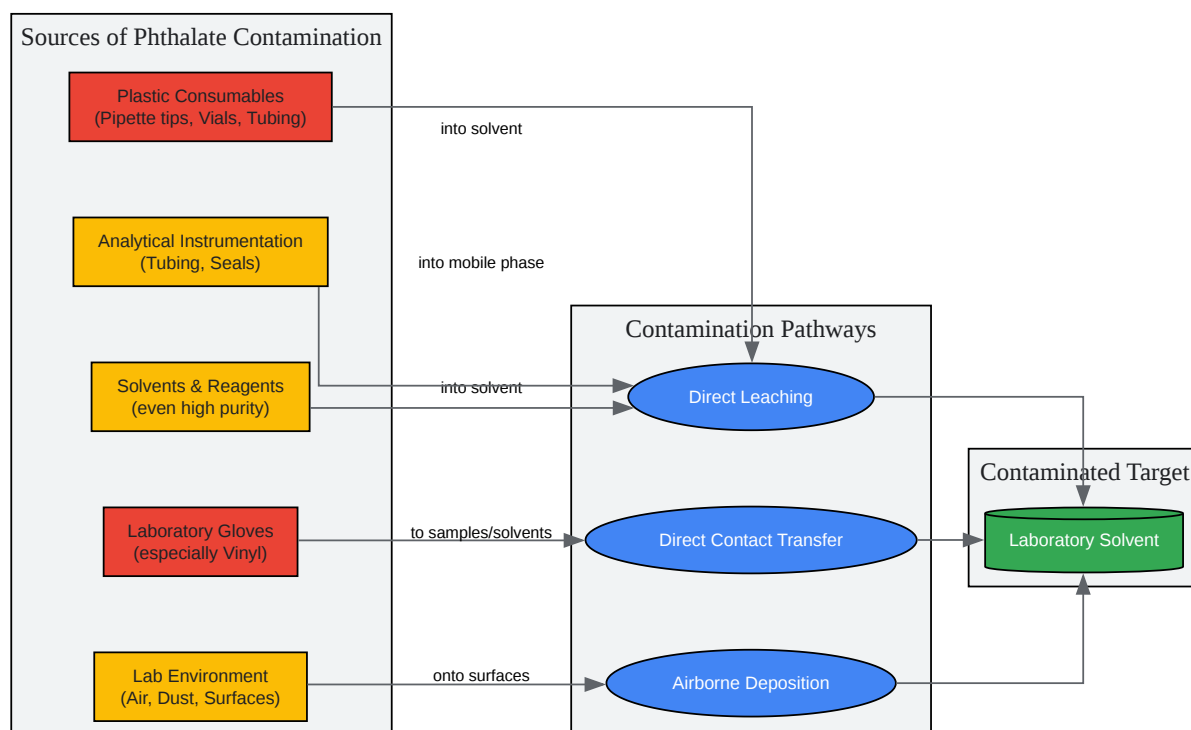 Sources of Phthalate Contamination
Plastic Consumables
(Pipette tips, Vials, Tubing)
into solvent
Analytical Instrumentation
(Tubing, Seals)
into mobile phase
Contamination Pathways
Solvents & Reagents
(even high purity)
into solvent
Direct Leaching
Contaminated Target
Laboratory Gloves
(especially Vinyl)
to samples/solvents
Direct Contact Transfer
Laboratory Solvent
Lab Environment
(Air, Dust, Surfaces)
onto surfaces
Airborne Deposition